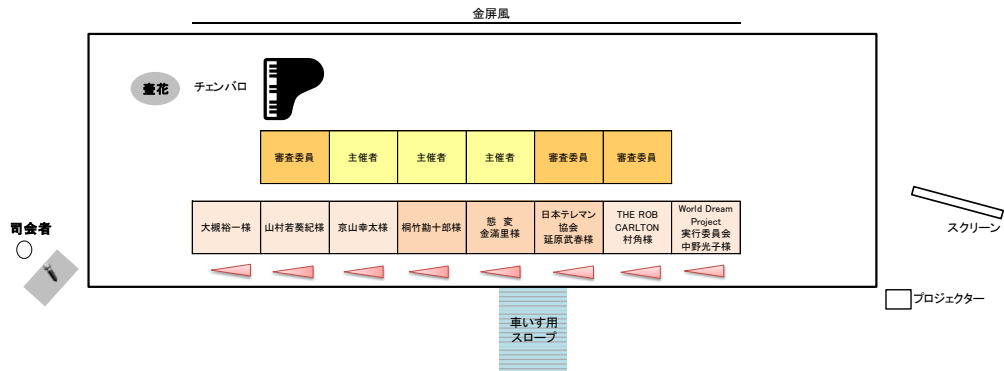 金屏風
壷花
チェンバロ
審査委員
主催者
主催者
主催者
審査委員
審査委員
大槻裕一様
山村若葵紀様
京山幸太様
桐竹勘十郎様
態 変
金滿里様
日本テレマン
協会
延原武春様
THE ROB
CARLTON
村角様
World Dream
Project
実行委員会
中野光子様
司会者
スクリーン
プロジェクター
車いす用
スロープ